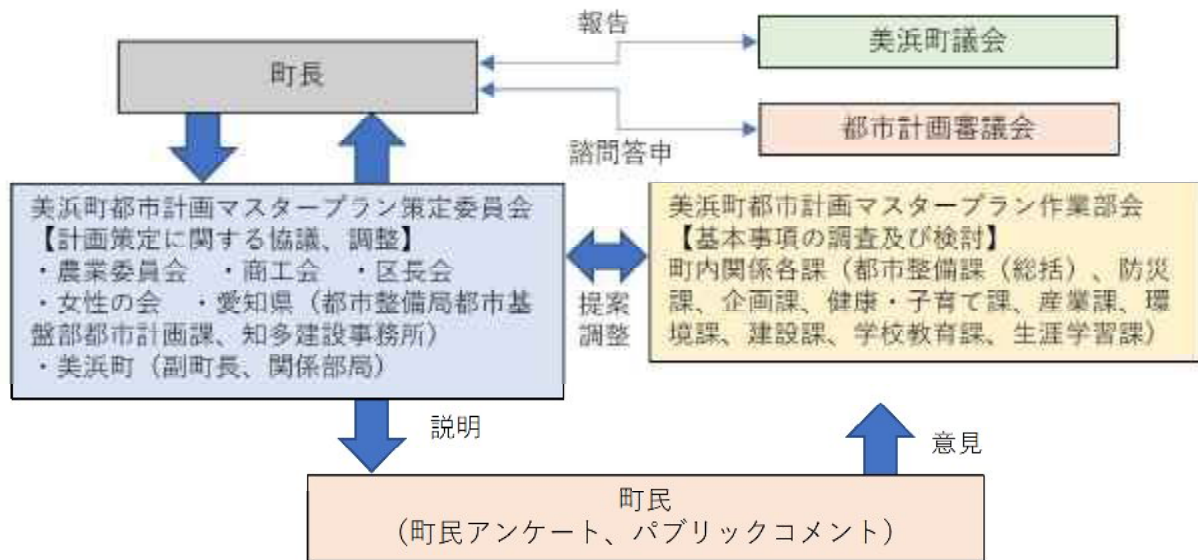 報告
美浜町議会
町長
都市計画審議会
諮問答申
美浜町都市計画マスタープラン策定委員会
【計画策定に関する協議、調整】
・農業委員会　・商工会　・区長会
・女性の会　・愛知県（都市整備局都市基
盤部都市計画課、知多建設事務所）
・美浜町（副町長、関係部局）
提案
調整
美浜町都市計画マスタープラン作業部会
【基本事項の調査及び検討】
町内関係各課（都市整備課（総括）、防災
課、企画課、健康・子育て課、産業課、環
境課、建設課、学校教育課、生涯学習課）
説明
意見
町民
（町民アンケート、パブリックコメント）